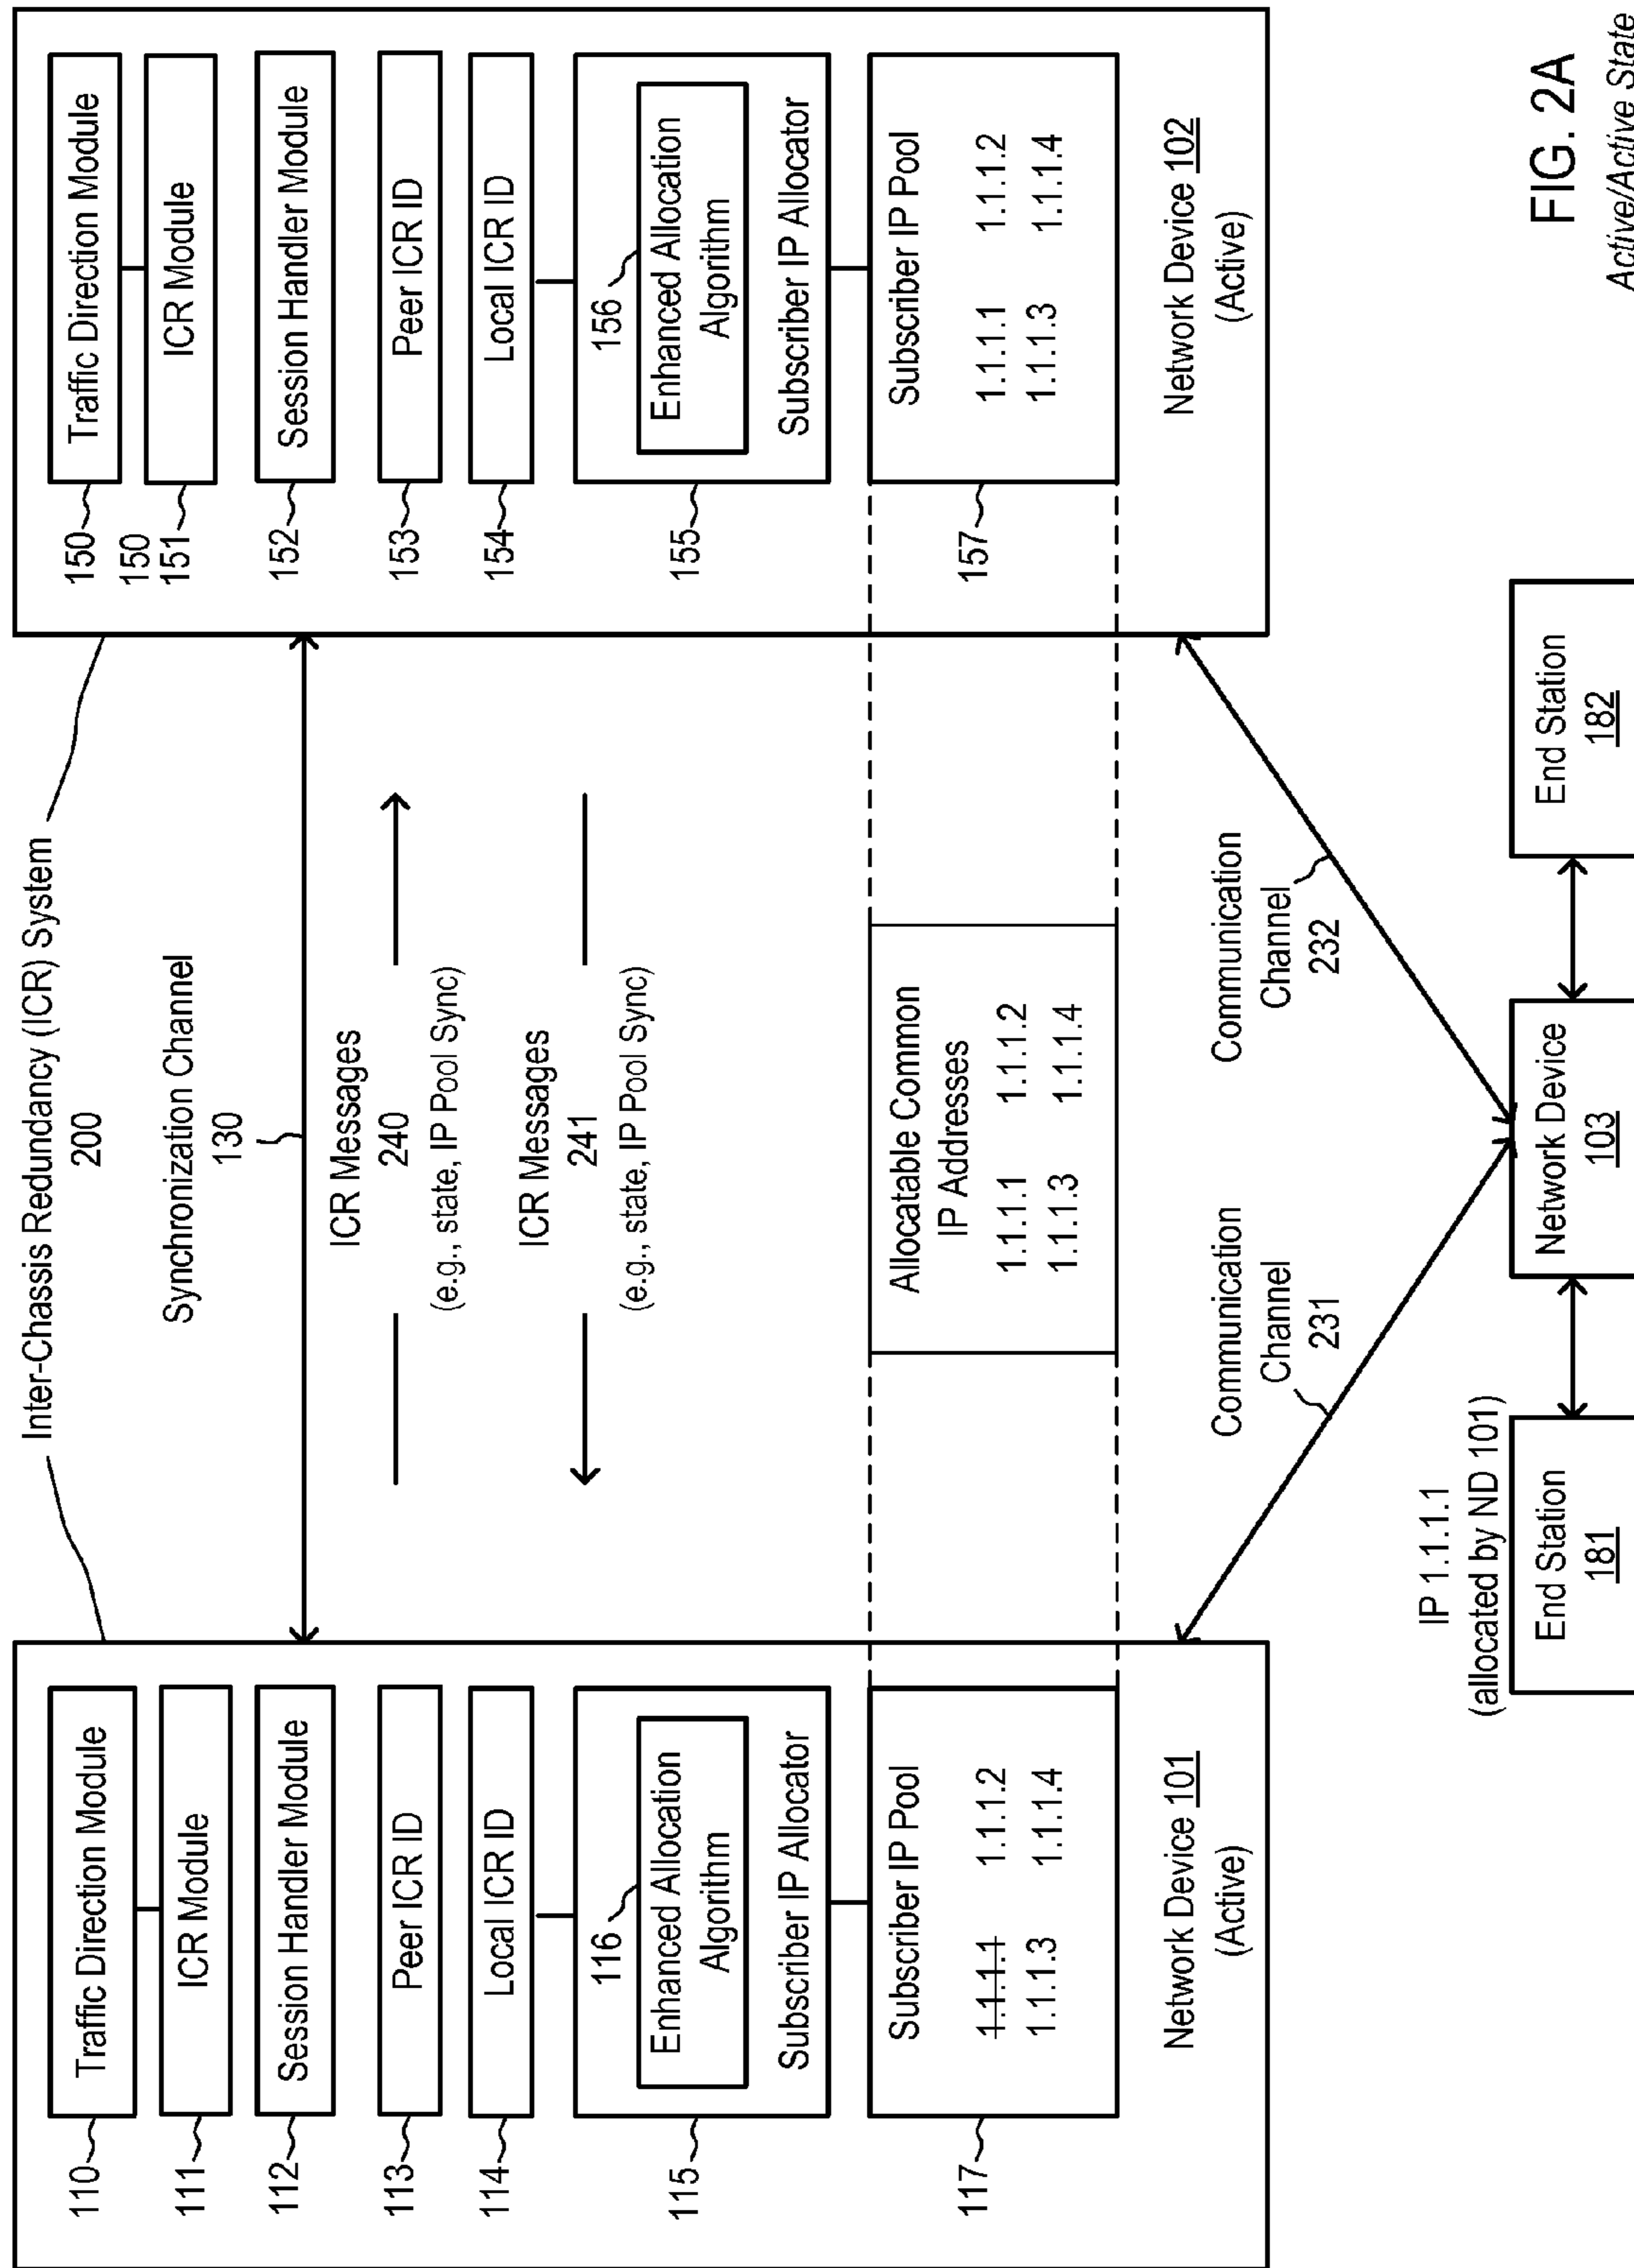 Inter-Chassis Redundancy (ICR) System
200
110
Traffic Direction Module
111
ICR Module
112
Session Handler Module
113
Peer ICR ID
114
Local ICR ID
115
116
Enhanced Allocation
Algorithm
Subscriber IP Allocator
117
Subscriber IP Pool
1.1.1.1 1.1.1.2
1.1.1.3 1.1.1.4
Network Device 101
(Active)
Synchronization Channel
130
ICR Messages
240
(e.g., state, IP Pool Sync)
ICR Messages
241
(e.g., state, IP Pool Sync)
Allocatable Common
IP Addresses
1.1.1.1 1.1.1.2
1.1.1.3 1.1.1.4
150
Traffic Direction Module
150
151
ICR Module
152
Session Handler Module
153
Peer ICR ID
154
Local ICR ID
155
156
Enhanced Allocation
Algorithm
Subscriber IP Allocator
157
Subscriber IP Pool
1.1.1.1 1.1.1.2
1.1.1.3 1.1.1.4
Network Device 102
(Active)
Communication
Channel
231
Communication
Channel
232
IP 1.1.1.1
(allocated by ND 101)
End Station
181
Network Device
103
End Station
182
FIG. 2A
Active/Active State